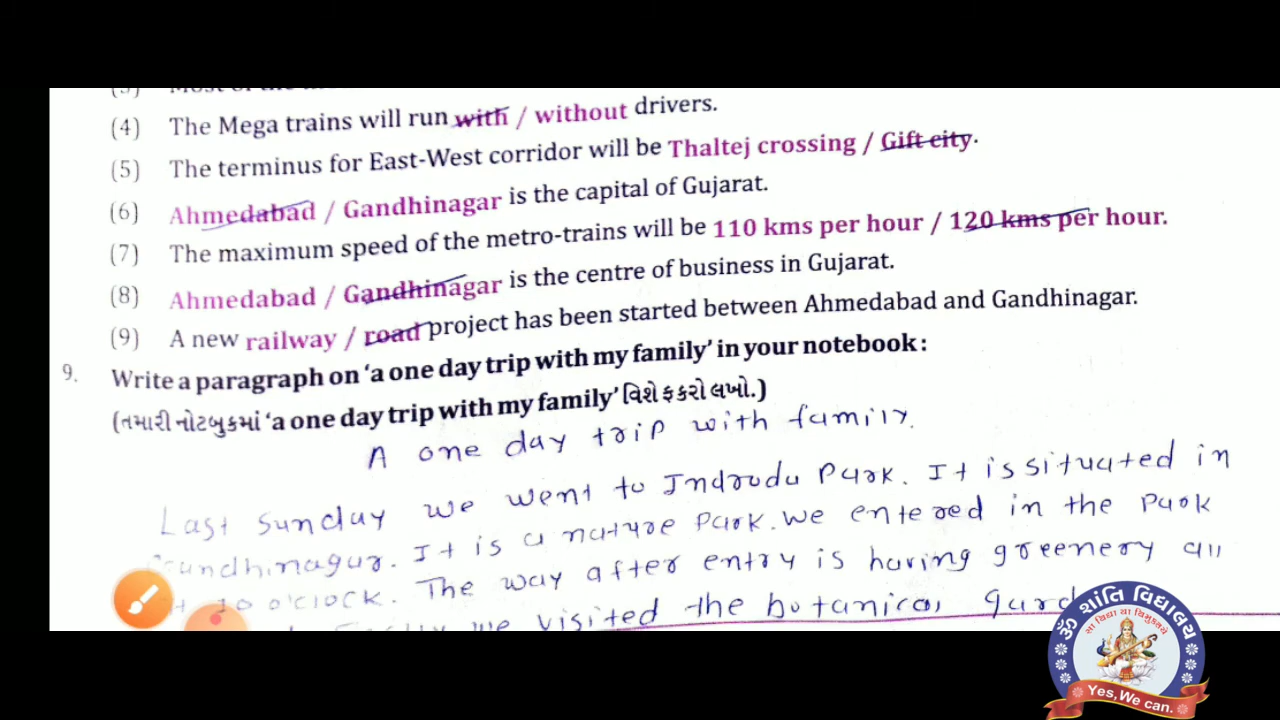 (4) The Mega trains will run with / without drivers.
(5) The terminus for East-West corridor will be Thaltej crossing / Gift city.
(6) Ahmedabad / Gandhinagar is the capital of Gujarat.
(7) The maximum speed of the metro-trains will be 110 kms per hour / 120 kms per hour.
(8) Ahmedabad / Gandhinagar is the centre of business in Gujarat.
(9) A new railway / road project has been started between Ahmedabad and Gandhinagar.
9. Write a paragraph on 'a one day trip with my family' in your notebook :
(તમારી નોટબુકમાં 'a one day trip with my family' વિશે ફકરો લખો.)
A one day trip with family.
Last Sunday we went to Indroda Park. It is situated in
Gandhinagar. It is a nature Park. We entered in the park
at 10 o'clock. The way after entry is having greenery all
we visited the botanical
ૐ શાંતિ વિદ્યાલય
સા વિદ્યા યા વિમુક્તયે
Yes, We can.